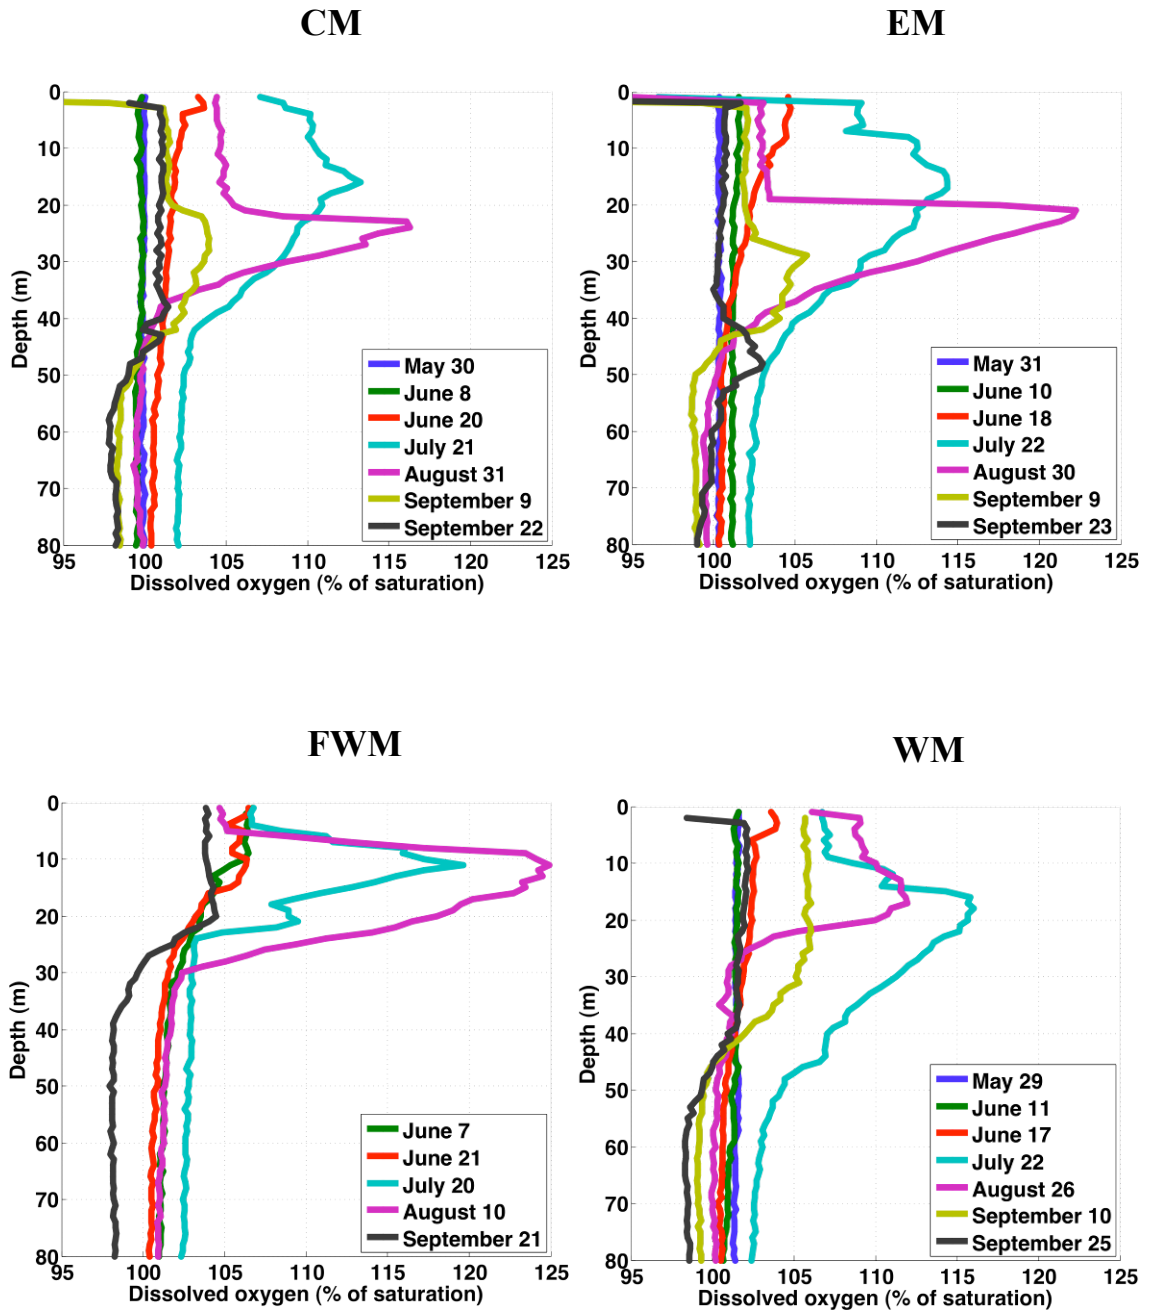 CM
0
10
20
30
40
50
60
70
80
Depth (m)
95 100 105 110 115 120 125
Dissolved oxygen (% of saturation)
May 30
June 8
June 20
July 21
August 31
September 9
September 22
EM
0
10
20
30
40
50
60
70
80
Depth (m)
95 100 105 110 115 120 125
Dissolved oxygen (% of saturation)
May 31
June 10
June 18
July 22
August 30
September 9
September 23
FWM
0
10
20
30
40
50
60
70
80
Depth (m)
95 100 105 110 115 120 125
Dissolved oxygen (% of saturation)
June 7
June 21
July 20
August 10
September 21
WM
0
10
20
30
40
50
60
70
80
Depth (m)
95 100 105 110 115 120 125
Dissolved oxygen (% of saturation)
May 29
June 11
June 17
July 22
August 26
September 10
September 25